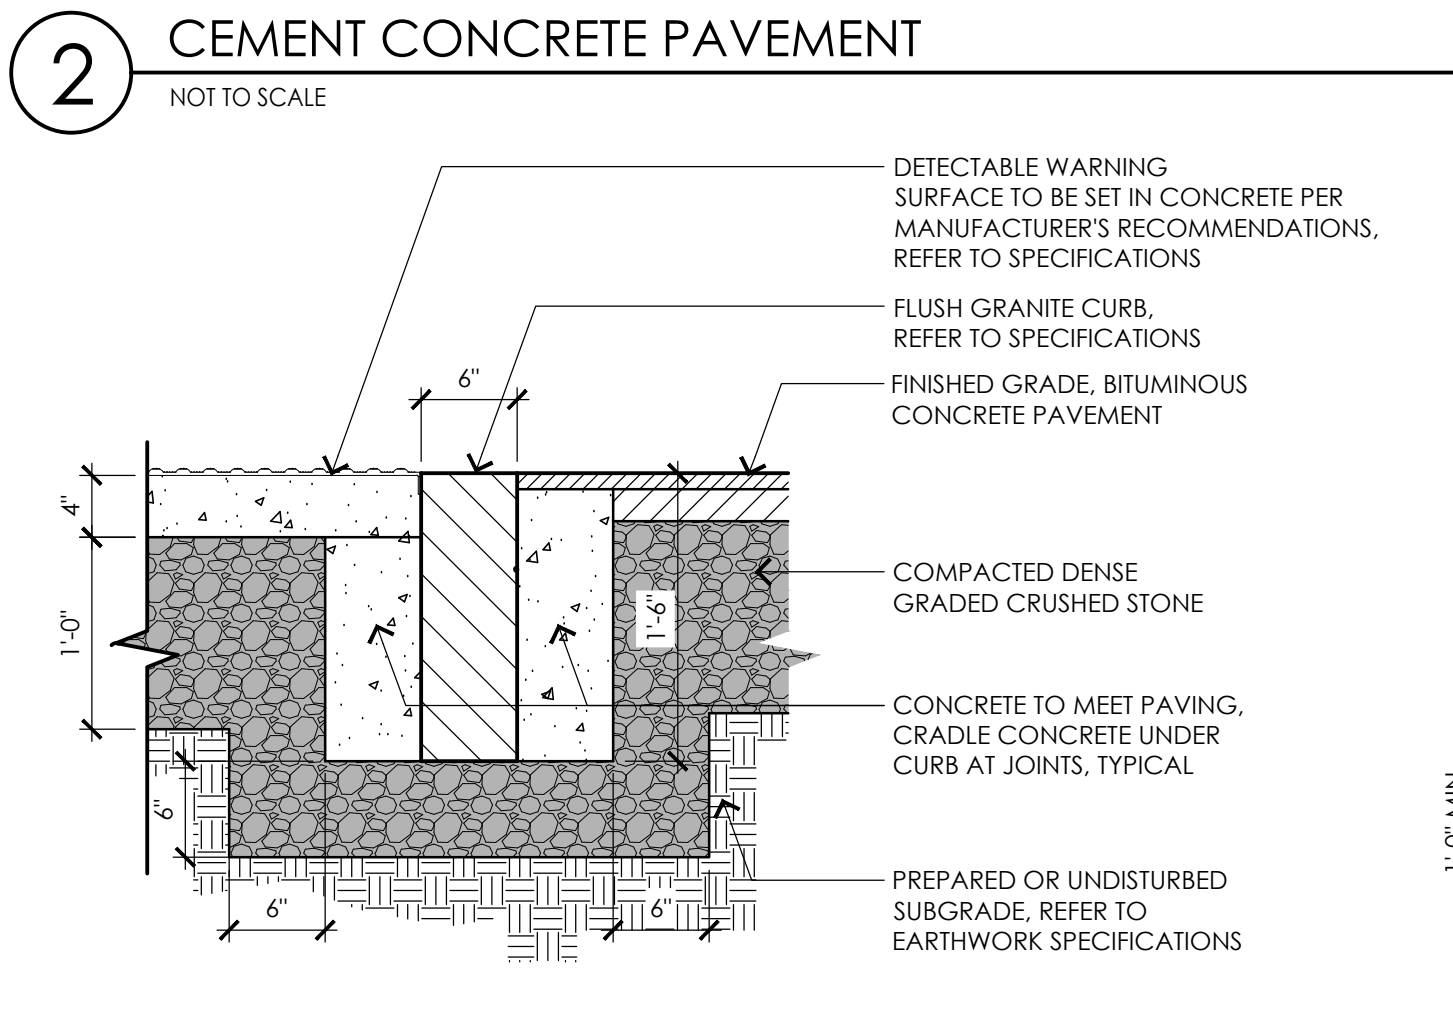 2
CEMENT CONCRETE PAVEMENT
NOT TO SCALE
DETECTABLE WARNING
SURFACE TO BE SET IN CONCRETE PER
MANUFACTURER'S RECOMMENDATIONS,
REFER TO SPECIFICATIONS
FLUSH GRANITE CURB,
REFER TO SPECIFICATIONS
6"
FINISHED GRADE, BITUMINOUS
CONCRETE PAVEMENT
4"
COMPACTED DENSE
GRADED CRUSHED STONE
1'-0"
1'-6"
CONCRETE TO MEET PAVING,
CRADLE CONCRETE UNDER
CURB AT JOINTS, TYPICAL
6"
1'-0" MIN
PREPARED OR UNDISTURBED
SUBGRADE, REFER TO
EARTHWORK SPECIFICATIONS
6"
6"